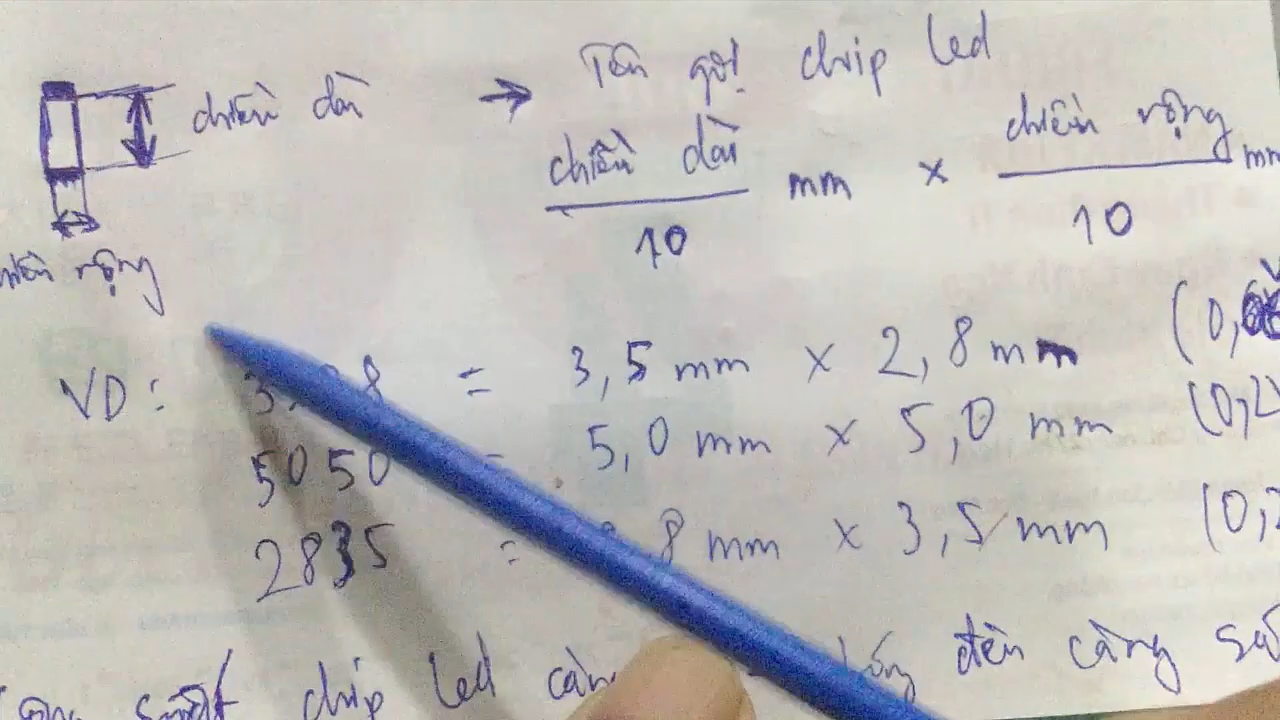 chiều dài → Tên gọi chip led
chiều dài / 10 mm x chiều rộng / 10 mm
chiều rộng
VD: = 3,5 mm x 2,8 mm (0,
5050 = 5,0 mm x 5,0 mm (0,2
2835 = 8 mm x 3,5 mm (0,
suất chip led càng đèn càng